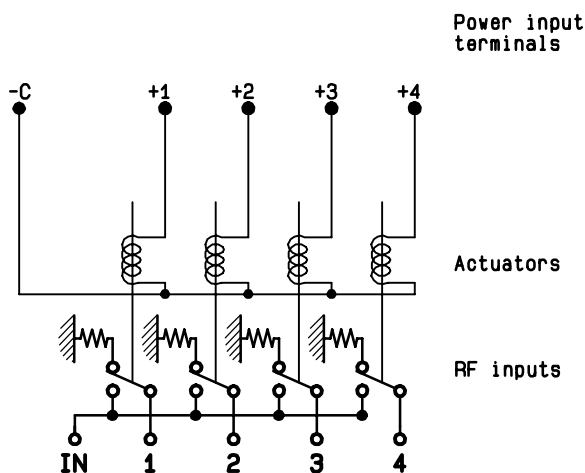 Power input
terminals
-C +1 +2 +3 +4
Actuators
RF inputs
IN 1 2 3 4